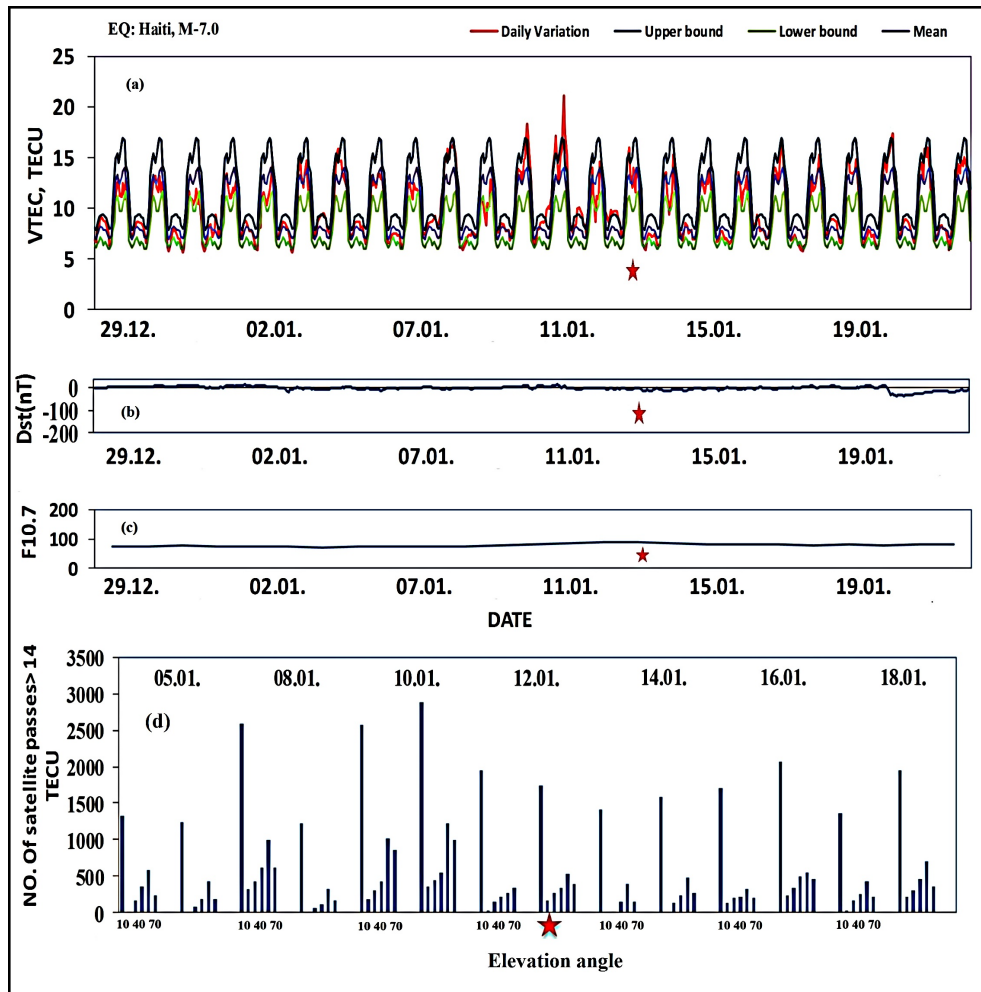 EQ: Haiti, M-7.0
Daily Variation Upper bound Lower bound Mean
(a)
VTEC, TECU
25
20
15
10
5
0
29.12. 02.01. 07.01. 11.01. 15.01. 19.01.
Dst(nT)
0
-100
-200
(b)
29.12. 02.01. 07.01. 11.01. 15.01. 19.01.
F10.7
200
100
0
(c)
29.12. 02.01. 07.01. 11.01. 15.01. 19.01.
DATE
NO. Of satellite passes> 14
TECU
3500
3000
2500
2000
1500
1000
500
0
05.01. 08.01. 10.01. 12.01. 14.01. 16.01. 18.01.
(d)
10 40 70 10 40 70 10 40 70 10 40 70 10 40 70 10 40 70
Elevation angle